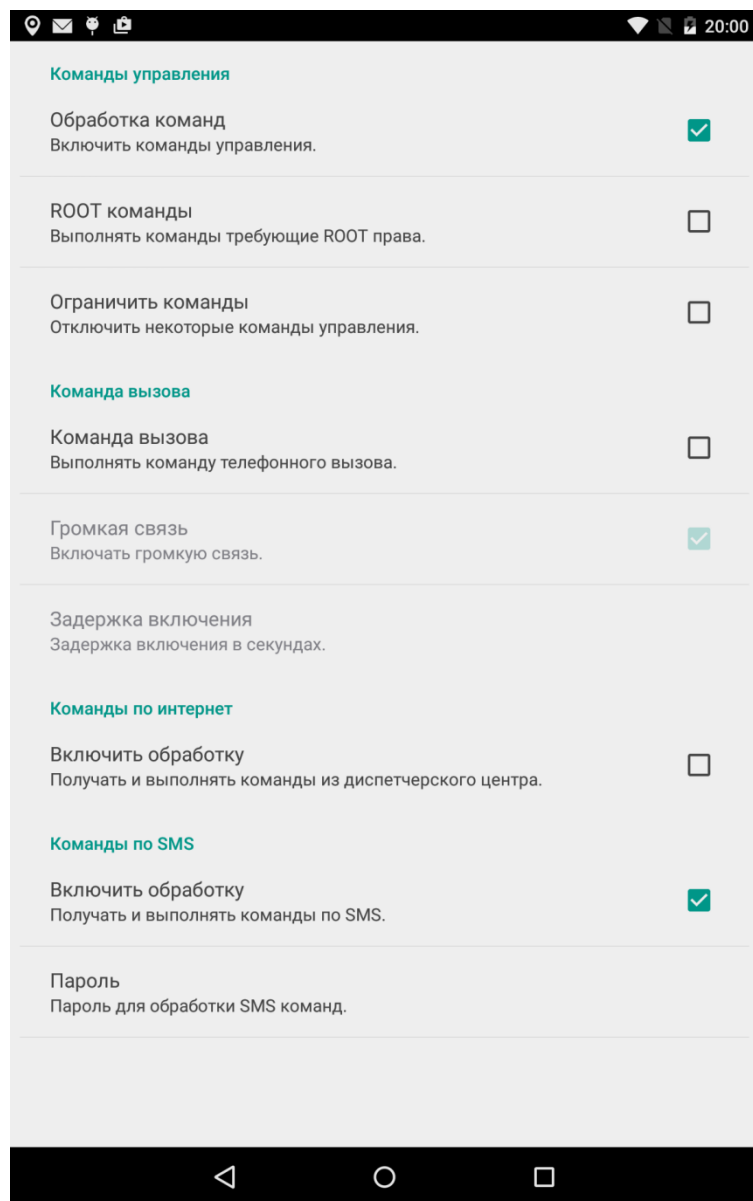 20:00
Команды управления
Обработка команд
Включить команды управления.
ROOT команды
Выполнять команды требующие ROOT права.
Ограничить команды
Отключить некоторые команды управления.
Команда вызова
Команда вызова
Выполнять команду телефонного вызова.
Громкая связь
Включать громкую связь.
Задержка включения
Задержка включения в секундах.
Команды по интернет
Включить обработку
Получать и выполнять команды из диспетчерского центра.
Команды по SMS
Включить обработку
Получать и выполнять команды по SMS.
Пароль
Пароль для обработки SMS команд.